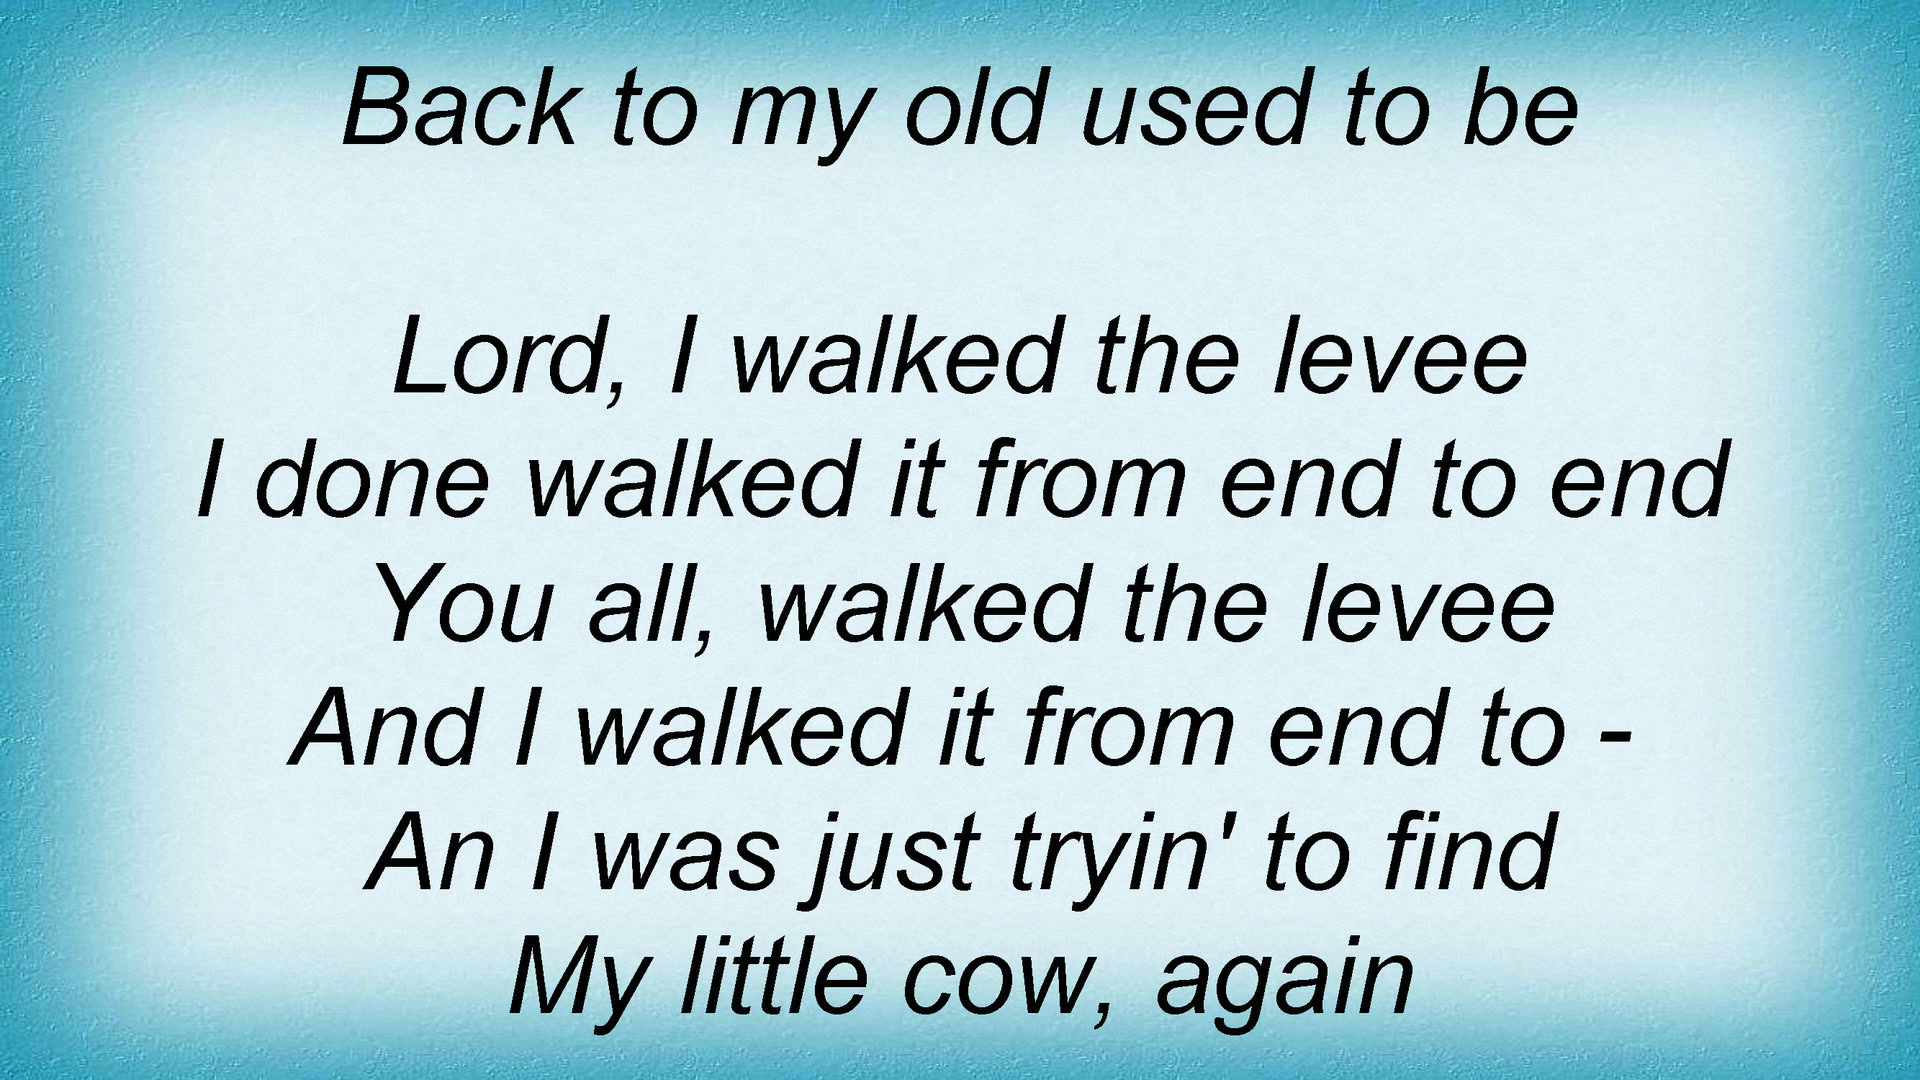 Back to my old used to be
Lord, I walked the levee
I done walked it from end to end
You all, walked the levee
And I walked it from end to -
An I was just tryin' to find
My little cow, again